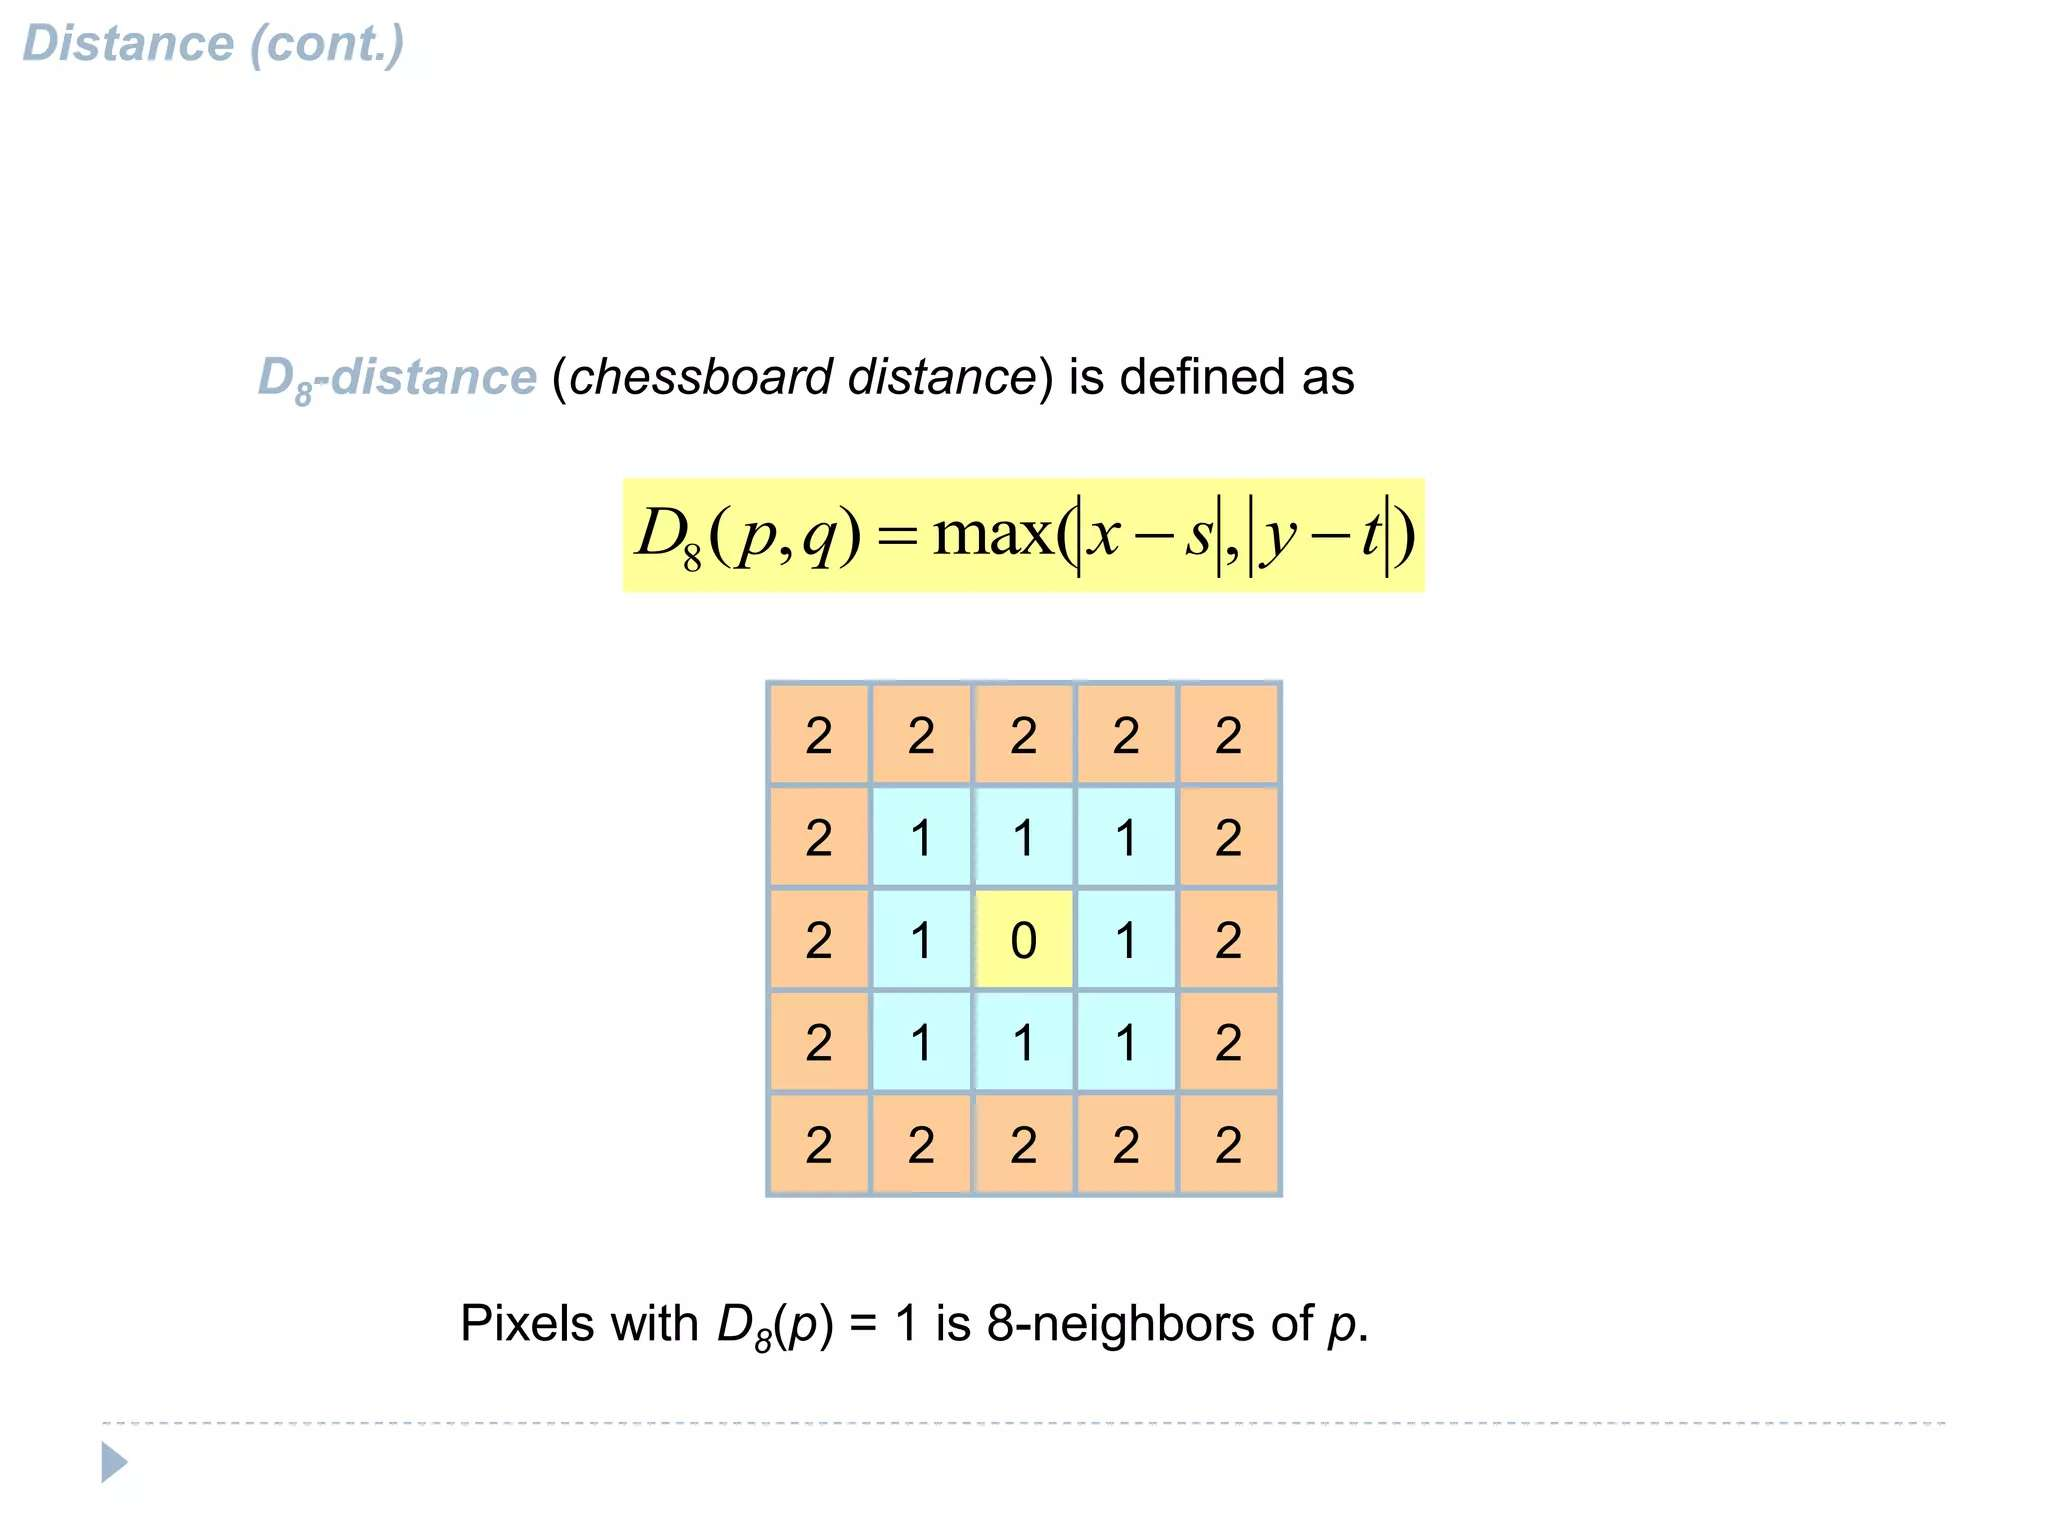 Distance (cont.)
D8-distance (chessboard distance) is defined as
D8(p,q) = max(|x − s|,|y − t|)
2 2 2 2 2
2 1 1 1 2
2 1 0 1 2
2 1 1 1 2
2 2 2 2 2
Pixels with D8(p) = 1 is 8-neighbors of p.